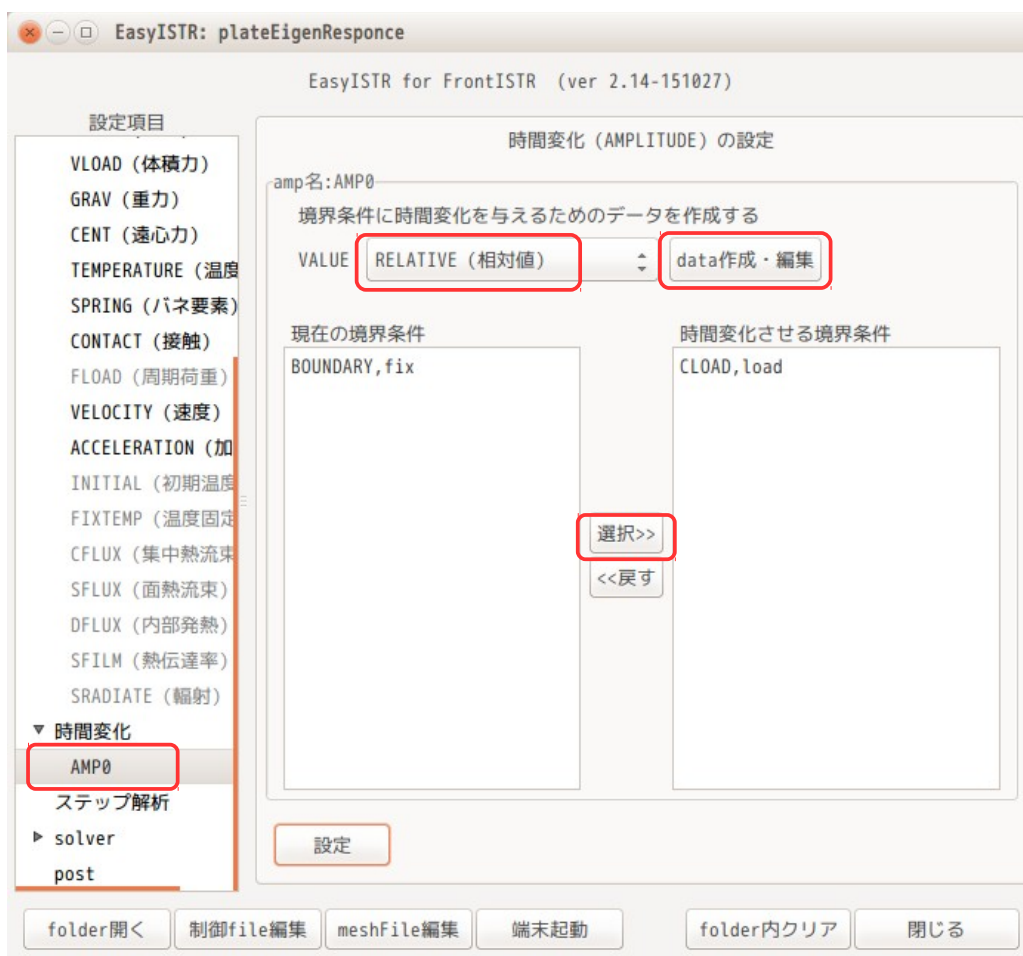 EasyISTR: plateEigenResponce
EasyISTR for FrontISTR (ver 2.14-151027)
設定項目
VLOAD (体積力)
GRAV (重力)
CENT (遠心力)
TEMPERATURE (温度
SPRING (バネ要素)
CONTACT (接触)
FLOAD (周期荷重)
VELOCITY (速度)
ACCELERATION (加
INITIAL (初期温度
FIXTEMP (温度固定
CFLUX (集中熱流束
SFLUX (面熱流束)
DFLUX (内部発熱)
SFILM (熱伝達率)
SRADIATE (輻射)
時間変化
AMP0
ステップ解析
solver
post
時間変化 (AMPLITUDE) の設定
amp名:AMP0
境界条件に時間変化を与えるためのデータを作成する
VALUE RELATIVE (相対値) data作成・編集
現在の境界条件
BOUNDARY,fix
選択>>
<<戻す
時間変化させる境界条件
CLOAD,load
設定
folder開く 制御file編集 meshFile編集 端末起動 folder内クリア 閉じる